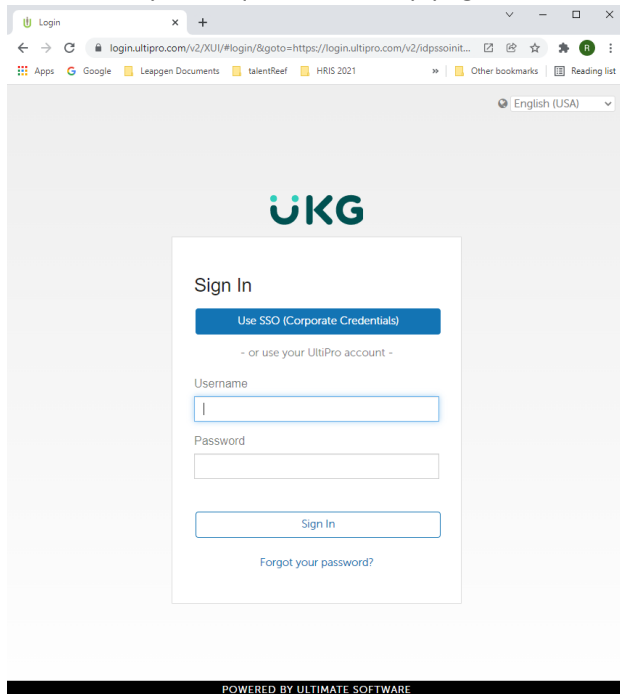 Login
login.ultipro.com/v2/XUI/#login/&goto=https://login.ultipro.com/v2/idpssoinit...
R
Apps Google Leapgen Documents talentReef HRIS 2021 » Other bookmarks Reading list
English (USA)
UKG
Sign In
Use SSO (Corporate Credentials)
- or use your UltiPro account -
Username
Password
Sign In
Forgot your password?
POWERED BY ULTIMATE SOFTWARE